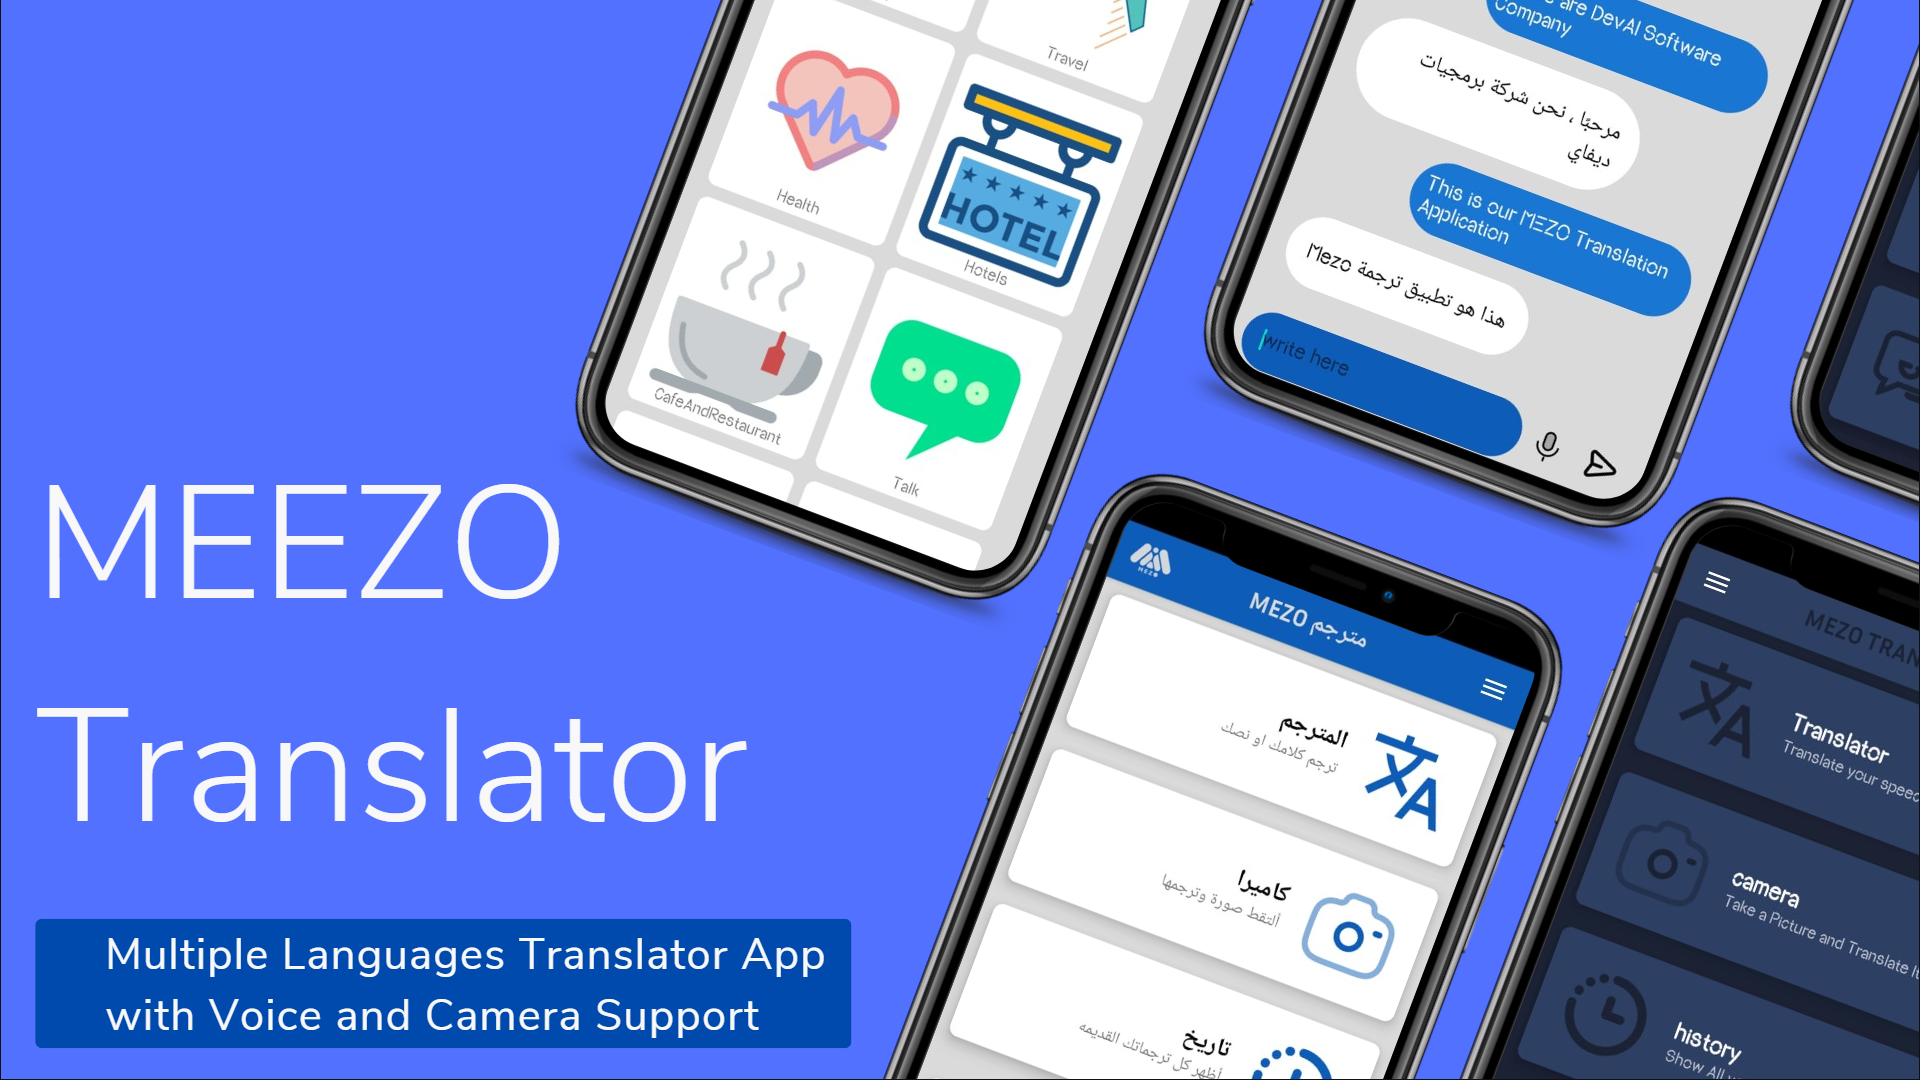 MEEZO
Translator
Multiple Languages Translator App
with Voice and Camera Support
Travel
Health
HOTEL
Hotels
CafeAndRestaurant
Talk
are DevAI Software
Company
مرحبًا ، نحن شركة برمجيات
ديفاي
This is our MEZO Translation
Application
هذا هو تطبيق ترجمة Mezo
write here
MEZO
مترجم MEZO
المترجم
ترجم كلامك او نصك
كاميرا
ألتقط صورة وترجمها
تاريخ
أظهر كل ترجماتك القديمه
MEZO TRAN
Translator
Translate your speec
camera
Take a Picture and Translate It
history
Show All